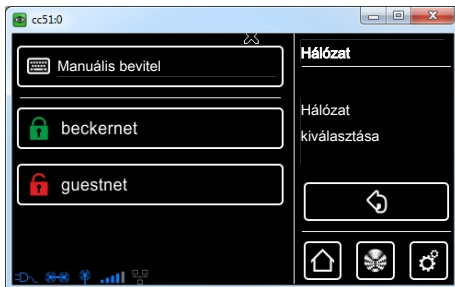 cc51:0
Manuális bevitel
beckernet
guestnet
Hálózat
Hálózat
kiválasztása